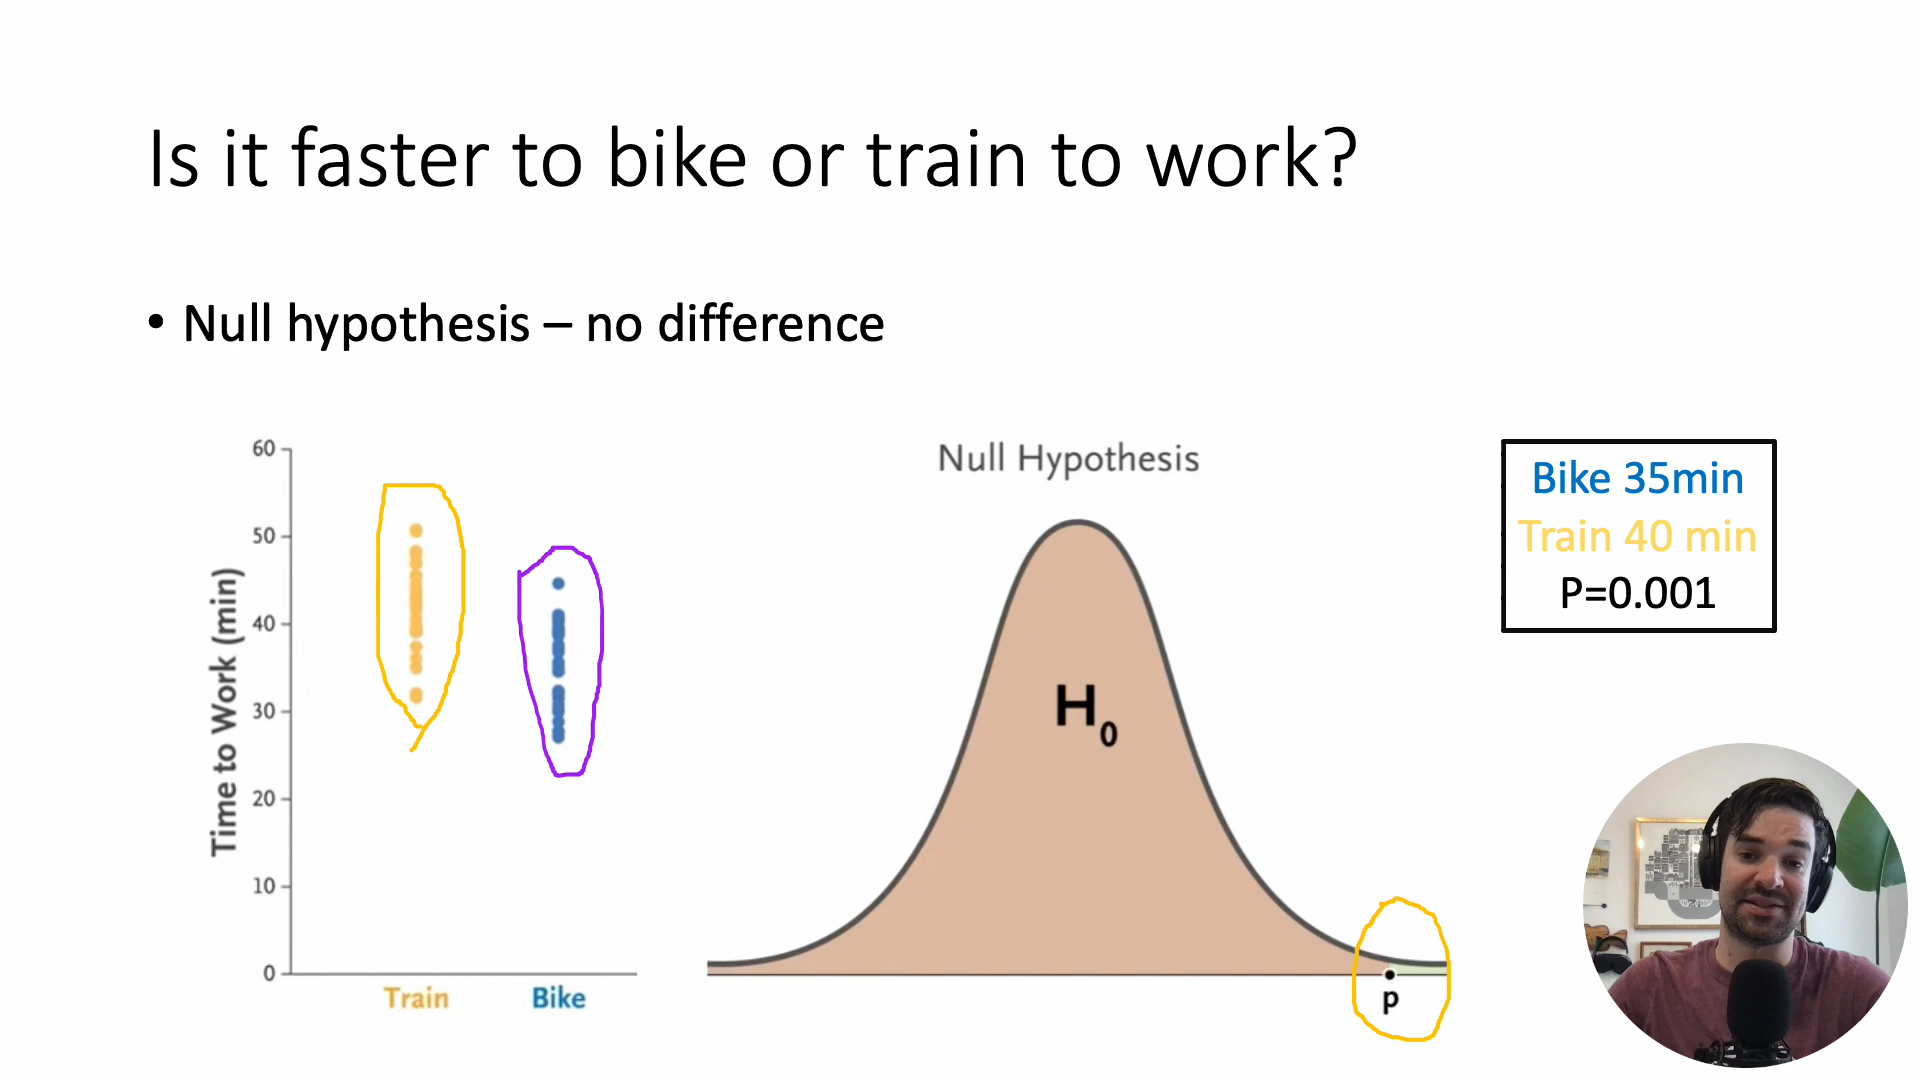 Is it faster to bike or train to work?
• Null hypothesis – no difference
Time to Work (min)
60
50
40
30
20
10
0
Train
Bike
Null Hypothesis
H0
p
Bike 35min
Train 40 min
P=0.001